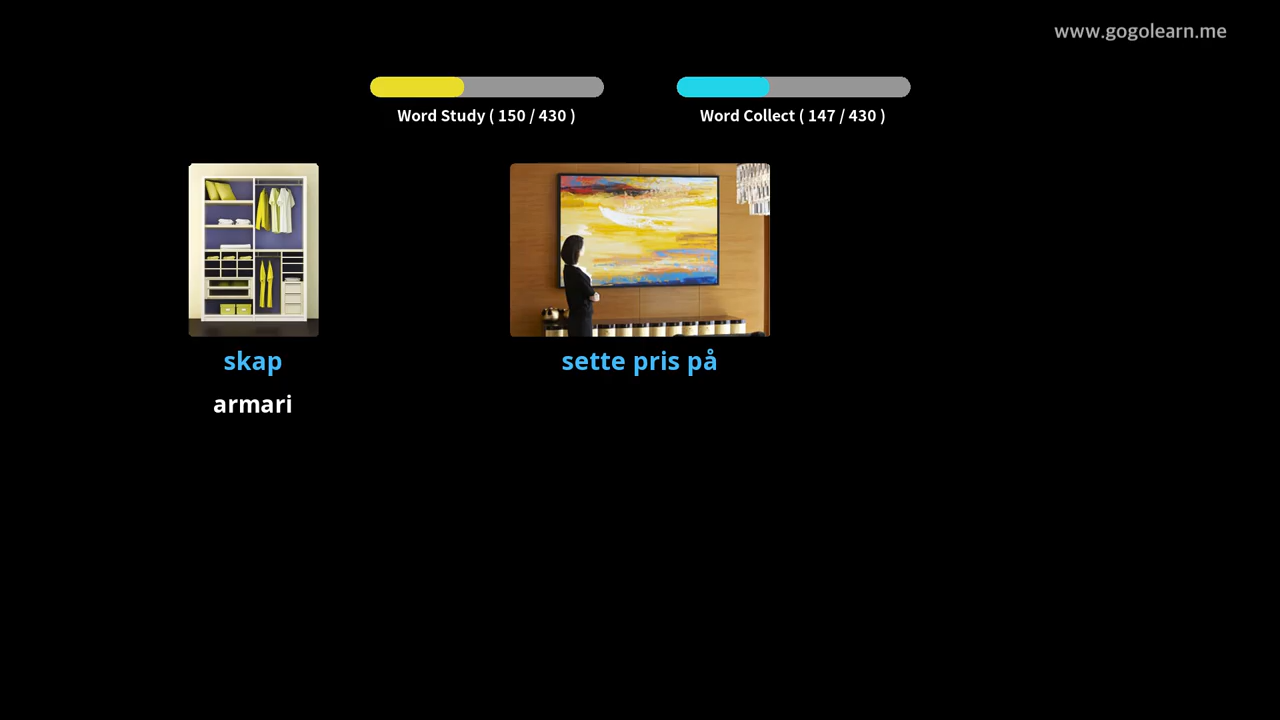 www.gogolearn.me
Word Study ( 150 / 430 )
Word Collect ( 147 / 430 )
skap
sette pris på
armari